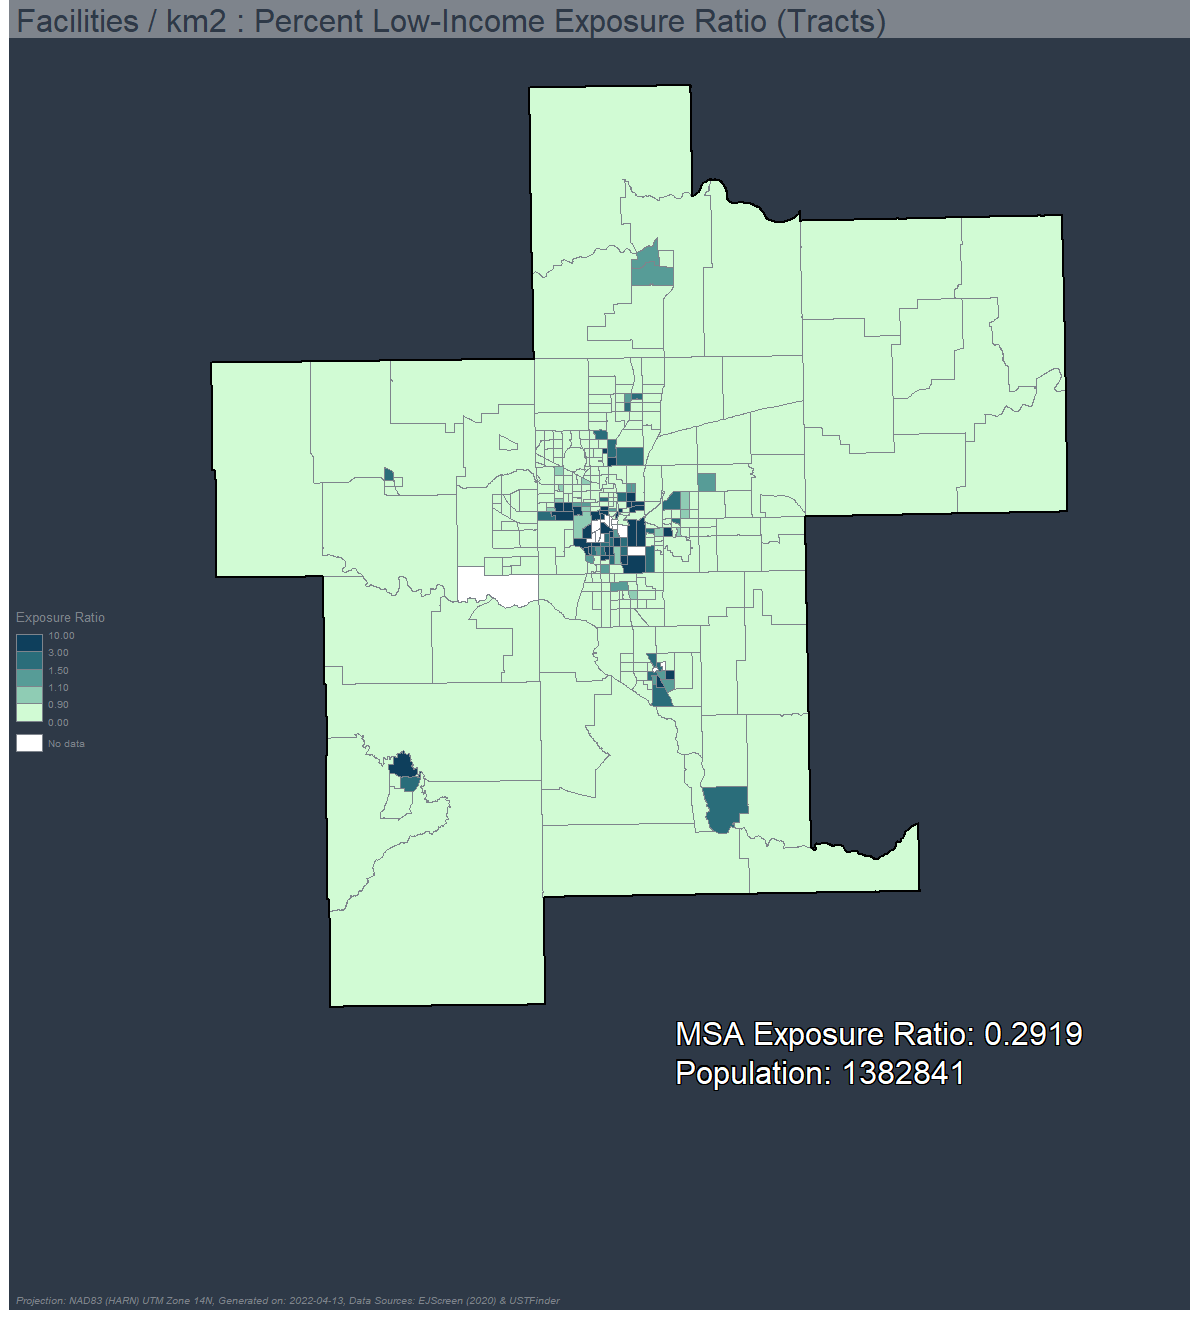 Facilities / km2 : Percent Low-Income Exposure Ratio (Tracts)
Exposure Ratio
10.00
3.00
1.50
1.10
0.90
0.00
No data
MSA Exposure Ratio: 0.2919
Population: 1382841
Projection: NAD83 (HARN) UTM Zone 14N, Generated on: 2022-04-13, Data Sources: EJScreen (2020) & USTFinder